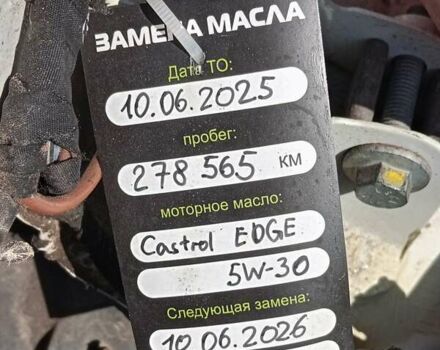 ЗАМЕНА МАСЛА
Дата ТО:
10.06.2025
пробег:
278 565 км
моторное масло:
Castrol EDGE
5W-30
Следующая замена:
10.06.2026